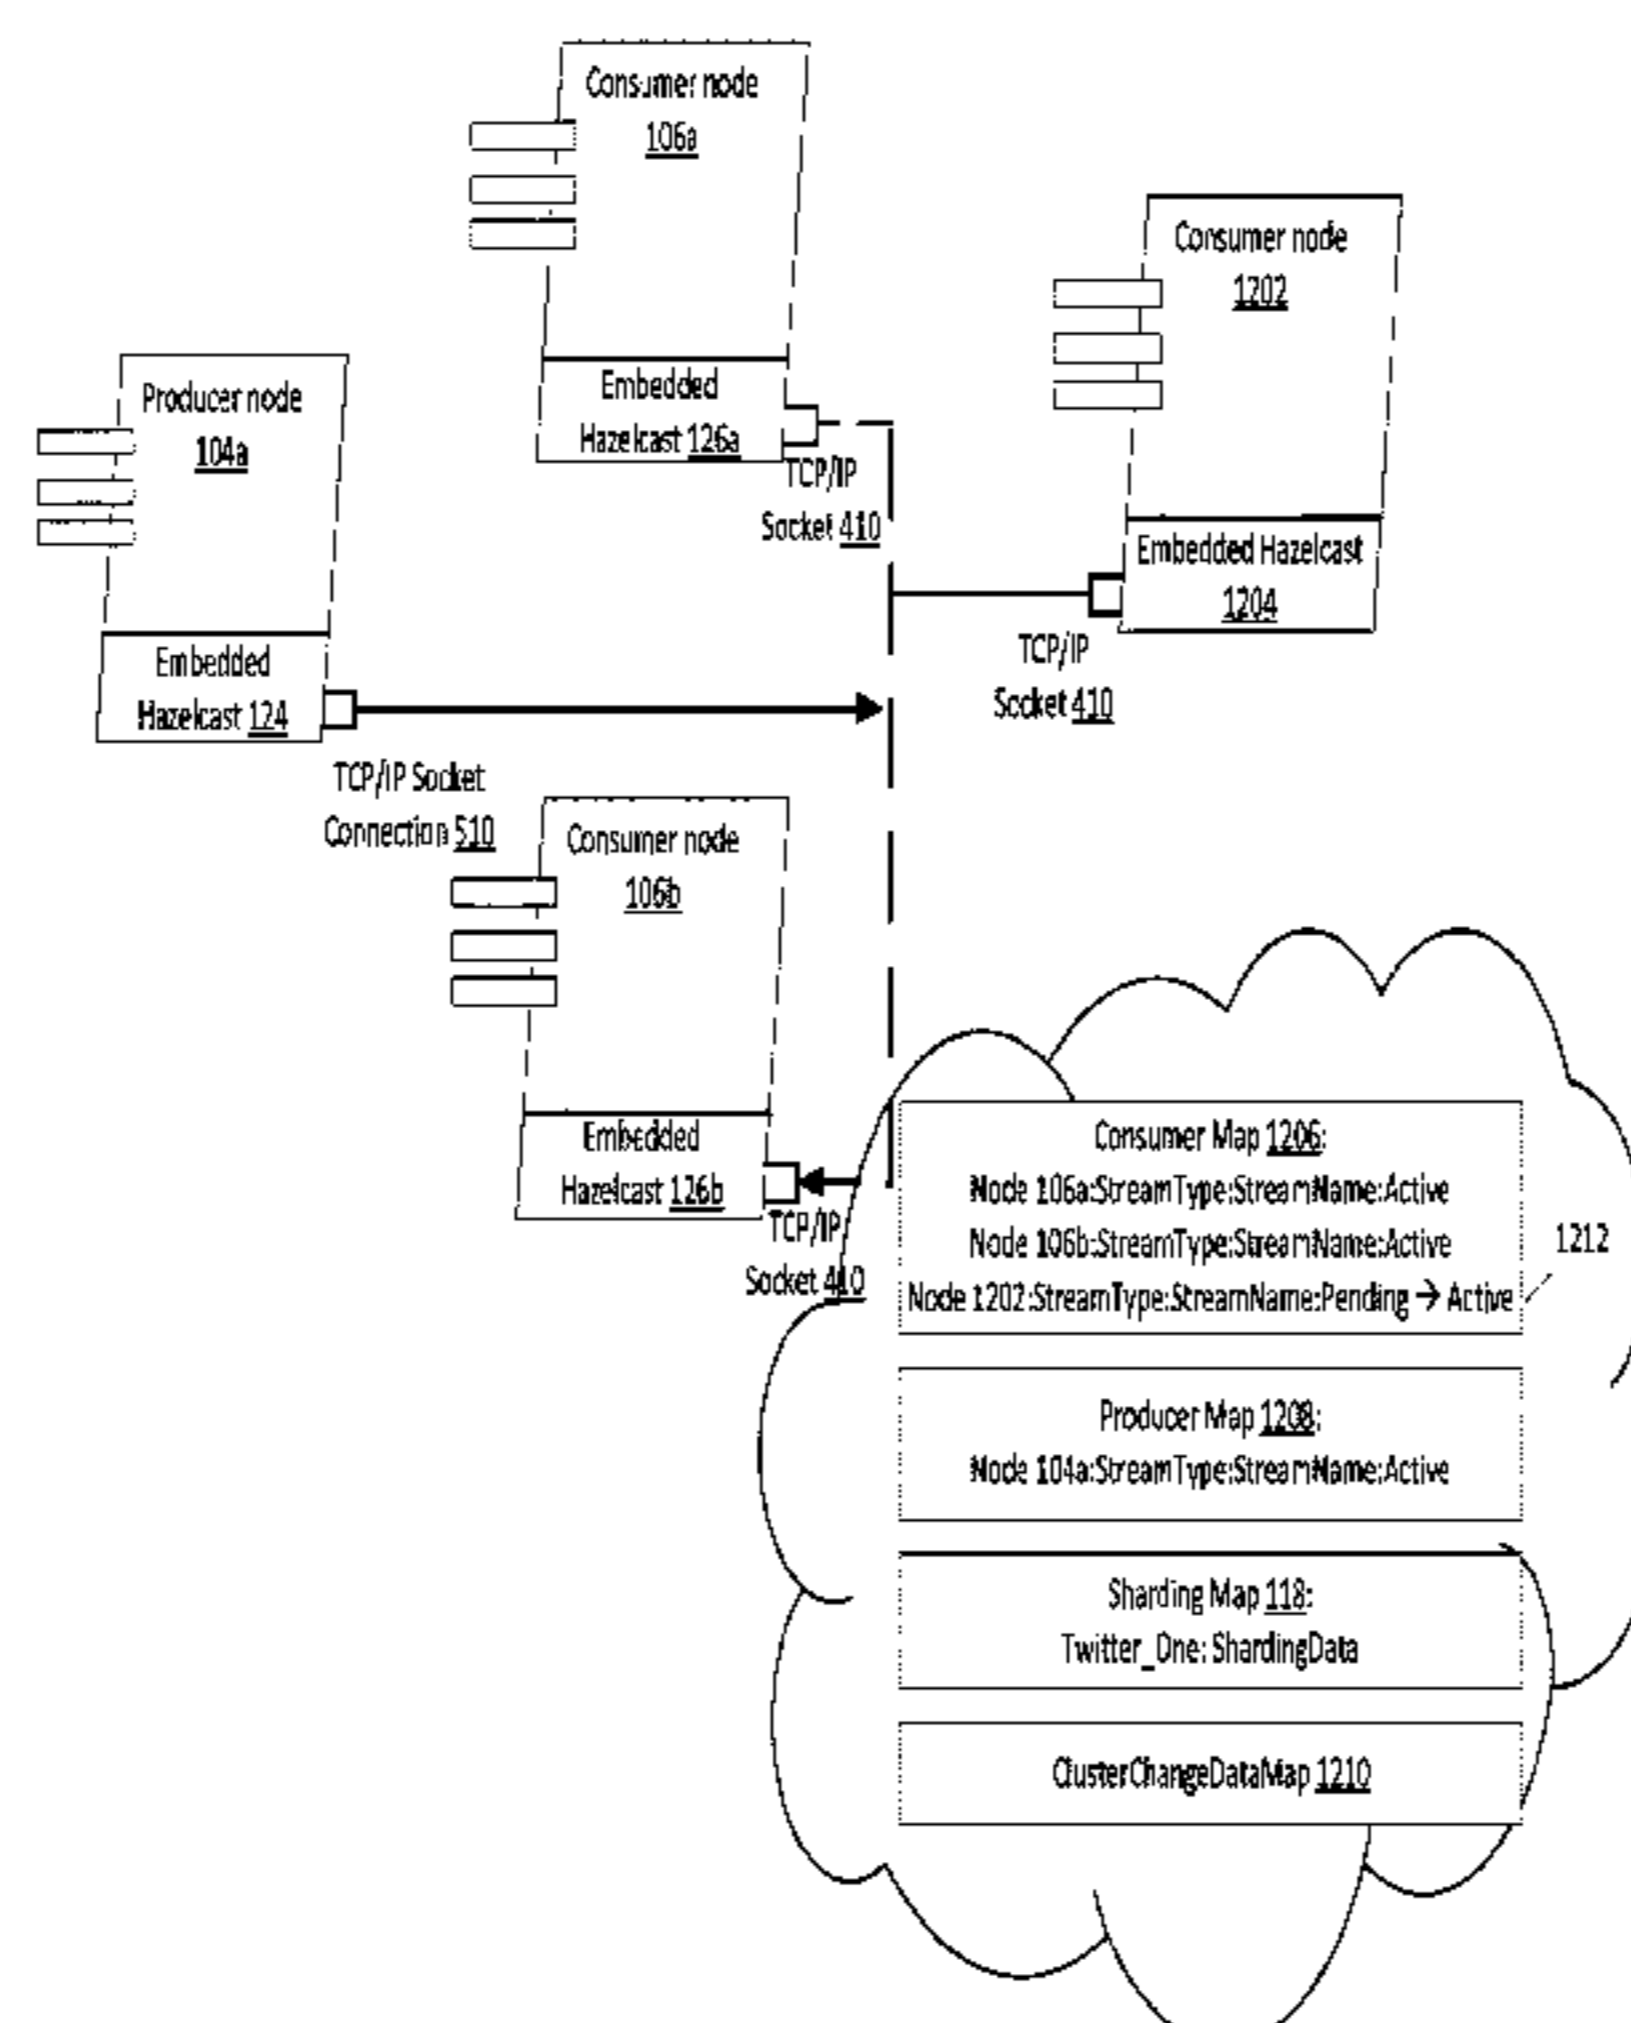 Consumer node
106a
Embedded
Hazelcast 126a
TCP/IP
Socket 410
Consumer node
1202
Embedded Hazelcast
1204
TCP/IP
Socket 410
Producer node
104a
Embedded
Hazelcast 124
TCP/IP Socket
Connection 510
Consumer node
106b
Embedded
Hazelcast 126b
TCP/IP
Socket 410
Consumer Map 1206:
Node 106a:StreamType:StreamName:Active
Node 106b:StreamType:StreamName:Active
Node 1202:StreamType:StreamName:Pending → Active
1212
Producer Map 1208:
Node 104a:StreamType:StreamName:Active
Sharding Map 118:
Twitter_One: ShardingData
ClusterChangeDataMap 1210